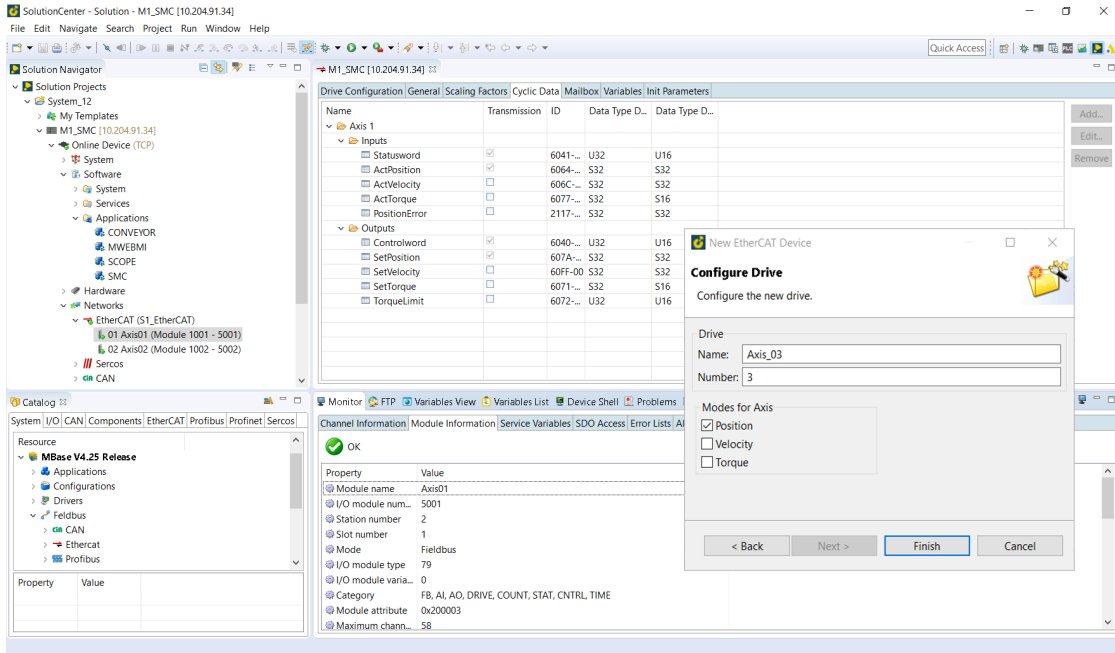 SolutionCenter - Solution - M1_SMC [10.204.91.34]
File Edit Navigate Search Project Run Window Help
Quick Access
Solution Navigator
Solution Projects
System_12
My Templates
M1_SMC [10.204.91.34]
Online Device (TCP)
System
Software
System
Services
Applications
CONVEYOR
MWEBMI
SCOPE
SMC
Hardware
Networks
EtherCAT (S1_EtherCAT)
01 Axis01 (Module 1001 - 5001)
02 Axis02 (Module 1002 - 5002)
Sercos
CAN
M1_SMC [10.204.91.34]
Drive Configuration General Scaling Factors Cyclic Data Mailbox Variables Init Parameters
Name Transmission ID Data Type D... Data Type D...
Axis 1
Inputs
Statusword 6041-... U32 U16
ActPosition 6064-... S32 S32
ActVelocity 606C-... S32 S32
ActTorque 6077-... S32 S16
PositionError 2117-... S32 S32
Outputs
Controlword 6040-... U32 U16
SetPosition 607A-... S32 S32
SetVelocity 60FF-00 S32 S32
SetTorque 6071-... S32 S16
TorqueLimit 6072-... U32 U16
Add...
Edit...
Remove
New EtherCAT Device
Configure Drive
Configure the new drive.
Drive
Name: Axis_03
Number: 3
Modes for Axis
Position
Velocity
Torque
< Back Next > Finish Cancel
Catalog
System I/O CAN Components EtherCAT Profibus Profinet Sercos
Resource
MBase V4.25 Release
Applications
Configurations
Drivers
Feldbus
CAN
Ethercat
Profibus
Property Value
Monitor FTP Variables View Variables List Device Shell Problems
Channel Information Module Information Service Variables SDO Access Error Lists
OK
Property Value
Module name Axis01
I/O module num... 5001
Station number 2
Slot number 1
Mode Fieldbus
I/O module type 79
I/O module varia... 0
Category FB, AI, AO, DRIVE, COUNT, STAT, CNTRL, TIME
Module attribute 0x200003
Maximum chann... 58